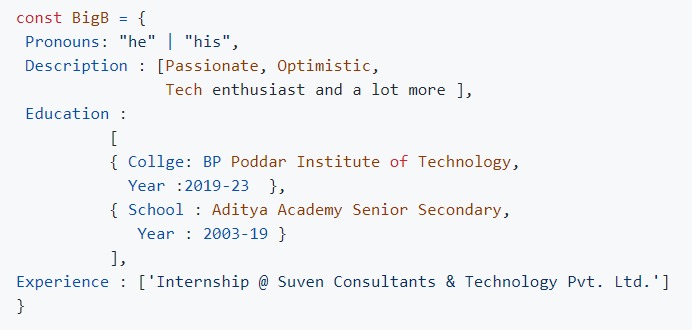 const BigB = {
Pronouns: "he" | "his",
Description : [Passionate, Optimistic,
Tech enthusiast and a lot more ],
Education :
[
{ Collge: BP Poddar Institute of Technology,
Year :2019-23 },
{ School : Aditya Academy Senior Secondary,
Year : 2003-19 }
],
Experience : ['Internship @ Suven Consultants & Technology Pvt. Ltd.']
}